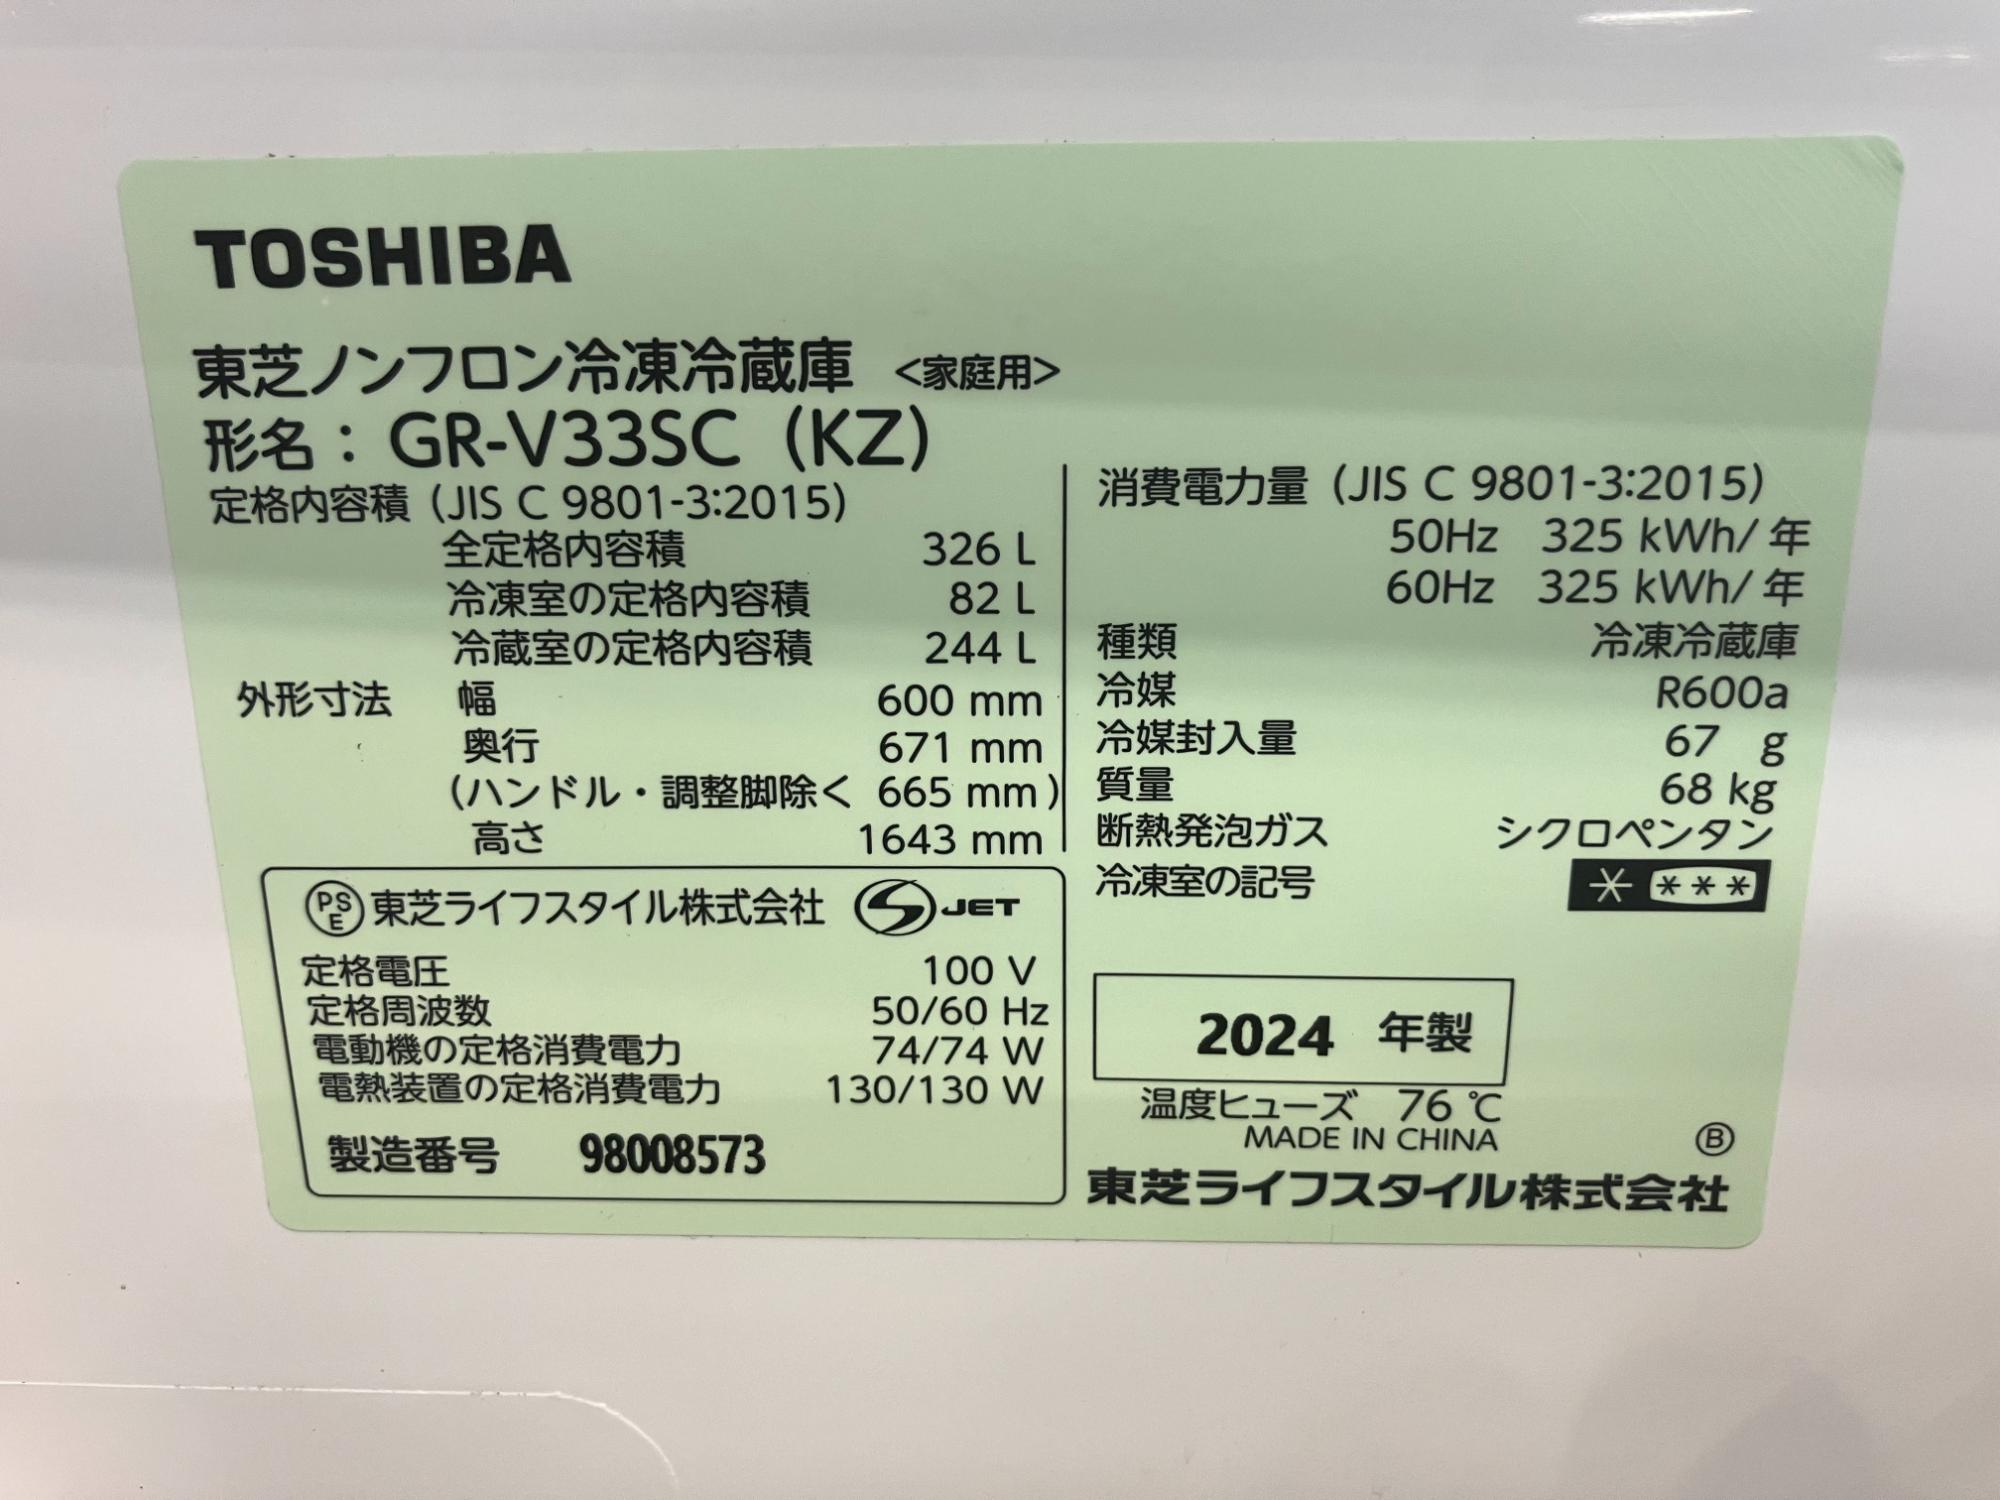 TOSHIBA
東芝ノンフロン冷凍冷蔵庫 <家庭用>
形名：GR-V33SC (KZ)
定格内容積 (JIS C 9801-3:2015)
全定格内容積 326 L
冷凍室の定格内容積 82 L
冷蔵室の定格内容積 244 L
外形寸法 幅 600 mm
奥行 671 mm
(ハンドル・調整脚除く 665 mm)
高さ 1643 mm
PSE 東芝ライフスタイル株式会社 S JET
定格電圧 100 V
定格周波数 50/60 Hz
電動機の定格消費電力 74/74 W
電熱装置の定格消費電力 130/130 W
製造番号 98008573
消費電力量 (JIS C 9801-3:2015)
50Hz 325 kWh/年
60Hz 325 kWh/年
種類 冷凍冷蔵庫
冷媒 R600a
冷媒封入量 67 g
質量 68 kg
断熱発泡ガス シクロペンタン
冷凍室の記号 * ***
2024 年製
温度ヒューズ 76 ℃
MADE IN CHINA
Ⓑ
東芝ライフスタイル株式会社